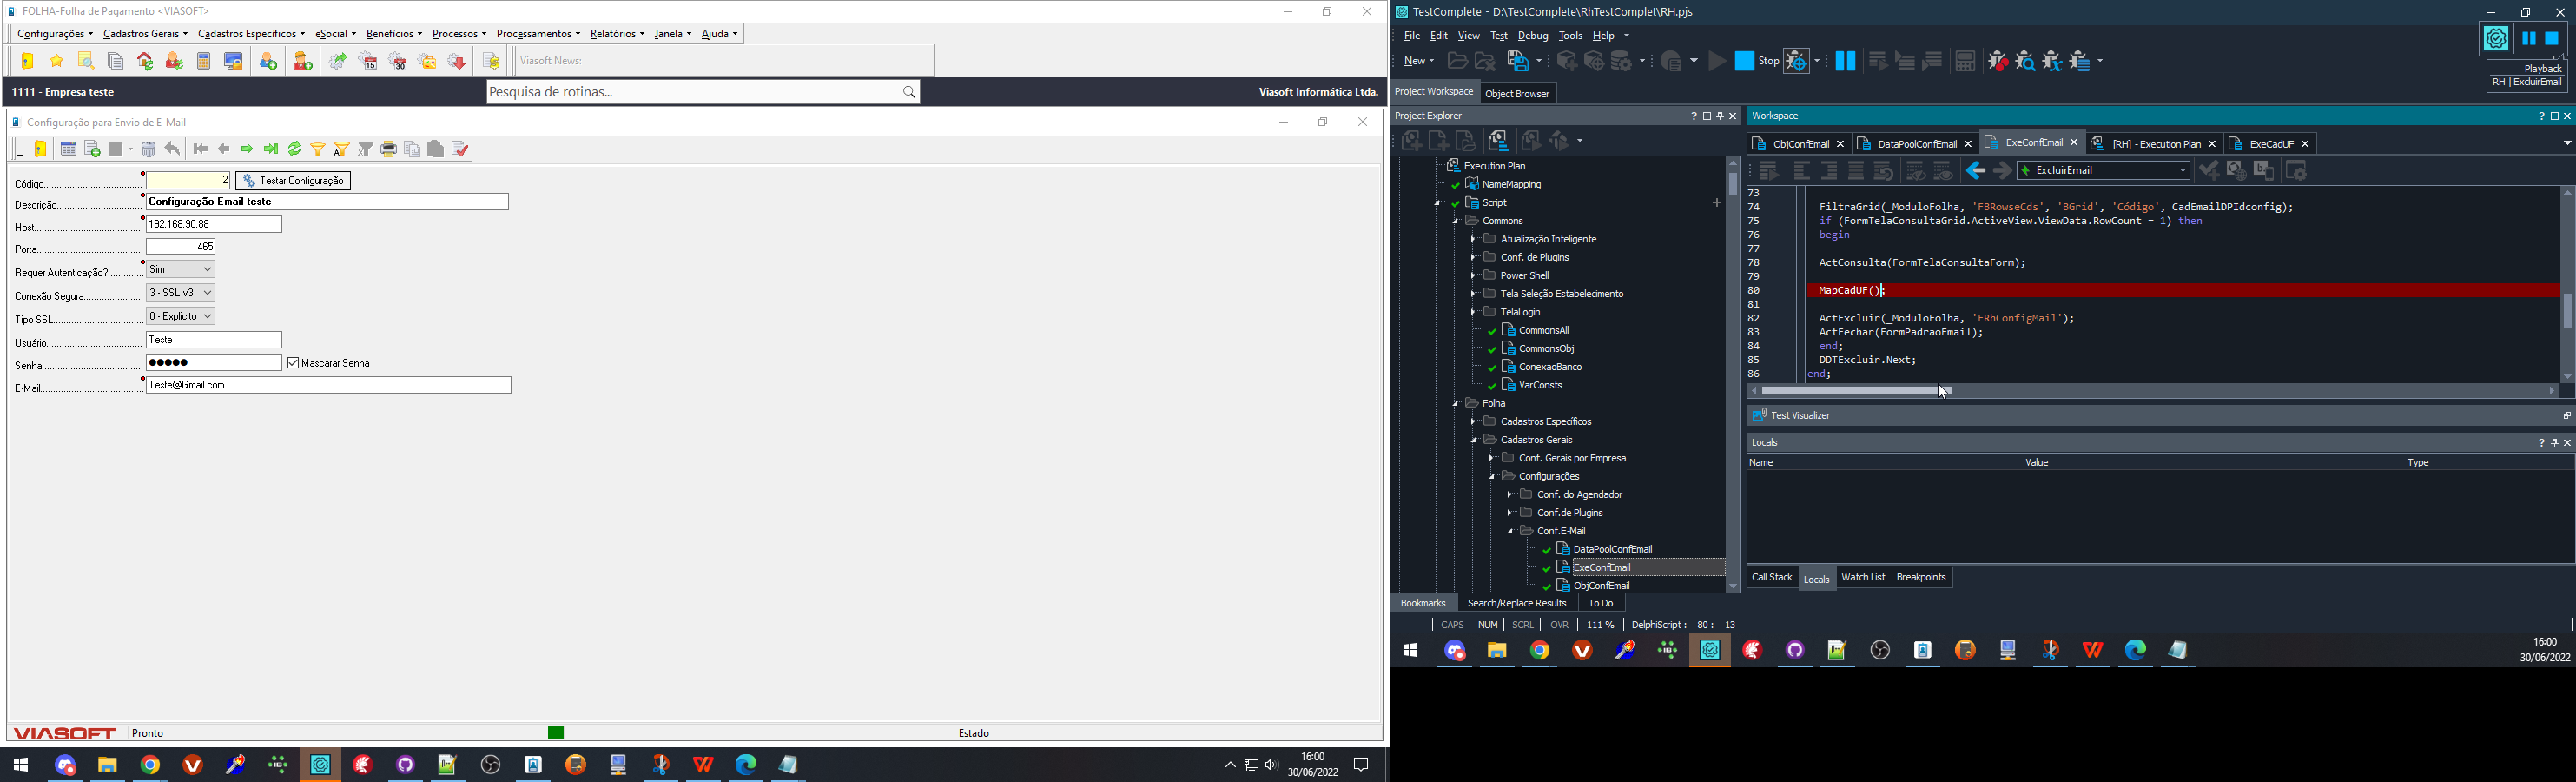 FOLHA-Folha de Pagamento <VIASOFT>
Configurações Cadastros Gerais Cadastros Específicos eSocial Benefícios Processos Processamentos Relatórios Janela Ajuda
Viasoft News:
1111 - Empresa teste
Pesquisa de rotinas...
Viasoft Informática Ltda.
Configuração para Envio de E-Mail
Código 2 Testar Configuração
Descrição Configuração Email teste
Host 192.168.90.88
Porta 465
Requer Autenticação? Sim
Conexão Segura 3 - SSL v3
Tipo SSL 0 - Explicito
Usuário Teste
Senha ●●●●● Mascarar Senha
E-Mail Teste@Gmail.com
VIASOFT Pronto Estado
16:00
30/06/2022
TestComplete - D:\TestComplete\RhTestComplet\RH.pjs
File Edit View Test Debug Tools Help
New Stop
Playback
RH | ExcluirEmail
Project Workspace Object Browser
Project Explorer
Execution Plan
NameMapping
Script
Commons
Atualização Inteligente
Conf. de Plugins
Power Shell
Tela Seleção Estabelecimento
TelaLogin
CommonsAll
CommonsObj
ConexaoBanco
VarConsts
Folha
Cadastros Específicos
Cadastros Gerais
Conf. Gerais por Empresa
Configurações
Conf. do Agendador
Conf.de Plugins
Conf.E-Mail
DataPoolConfEmail
ExeConfEmail
ObjConfEmail
Workspace
ObjConfEmail DataPoolConfEmail ExeConfEmail [RH] - Execution Plan ExeCadUF
ExcluirEmail
73
74 FiltraGrid(_ModuloFolha, 'FBRowseCds', 'BGrid', 'Código', CadEmailDPIdconfig);
75 if (FormTelaConsultaGrid.ActiveView.ViewData.RowCount = 1) then
76 begin
77
78 ActConsulta(FormTelaConsultaForm);
79
80 MapCadUF();
81
82 ActExcluir(_ModuloFolha, 'FRhConfigMail');
83 ActFechar(FormPadraoEmail);
84 end;
85 DDTExcluir.Next;
86 end;
Test Visualizer
Locals
Name Value Type
Call Stack Locals Watch List Breakpoints
Bookmarks Search/Replace Results To Do
CAPS NUM SCRL OVR 111 % DelphiScript : 80 : 13
16:00
30/06/2022